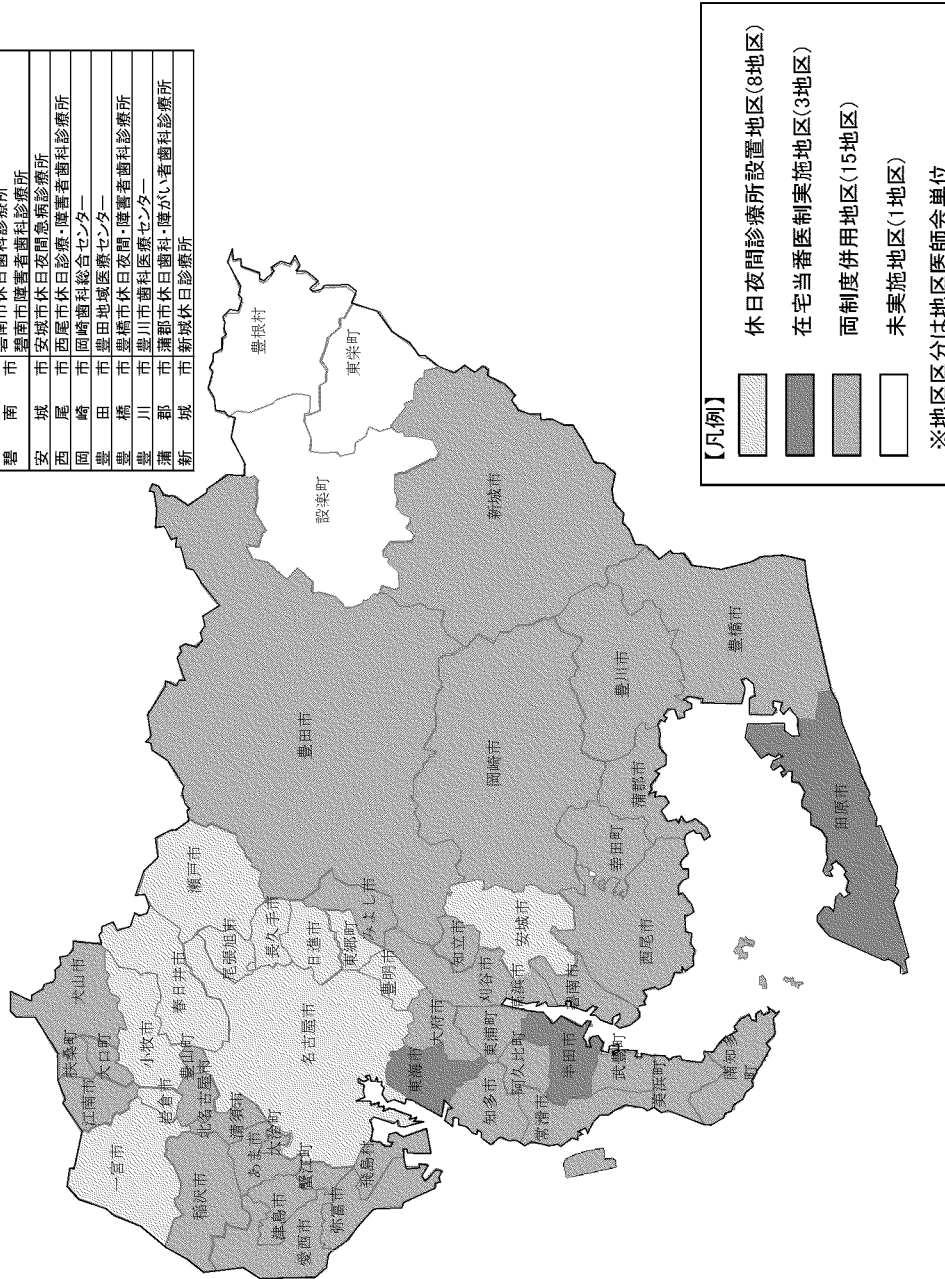 碧南市 碧南市休日歯科診療所
碧南市障害者歯科診療所
安城市 安城市休日夜間急病診療所
西尾市 西尾市休日診療・障害者歯科診療所
岡崎市 岡崎歯科総合センター
豊田市 豊田地域医療センター
豊橋市 豊橋市休日夜間・障害者歯科診療所
豊川市 豊川市歯科医療センター
蒲郡市 蒲郡市休日歯科・障がい者歯科診療所
新城市 新城休日診療所
豊根村
東栄町
設楽町
新城市
豊田市
岡崎市
豊川市
豊橋市
蒲郡市
幸田町
田原市
西尾市
安城市
碧南市
高浜市
刈谷市
知立市
みよし市
瀬戸市
尾張旭市
長久手市
日進市
東郷町
豊明市
名古屋市
春日井市
小牧市
豊山町
犬山市
扶桑町
大口町
江南市
岩倉市
北名古屋市
一宮市
稲沢市
清須市
あま市
大治町
蟹江町
津島市
愛西市
弥富市
飛島村
大府市
東海市
東浦町
知多市
阿久比町
半田市
常滑市
武豊町
美浜町
南知多町
【凡例】
休日夜間診療所設置地区(8地区)
在宅当番医制実施地区(3地区)
両制度併用地区(15地区)
未実施地区(1地区)
※地区区分は地区医師会単位